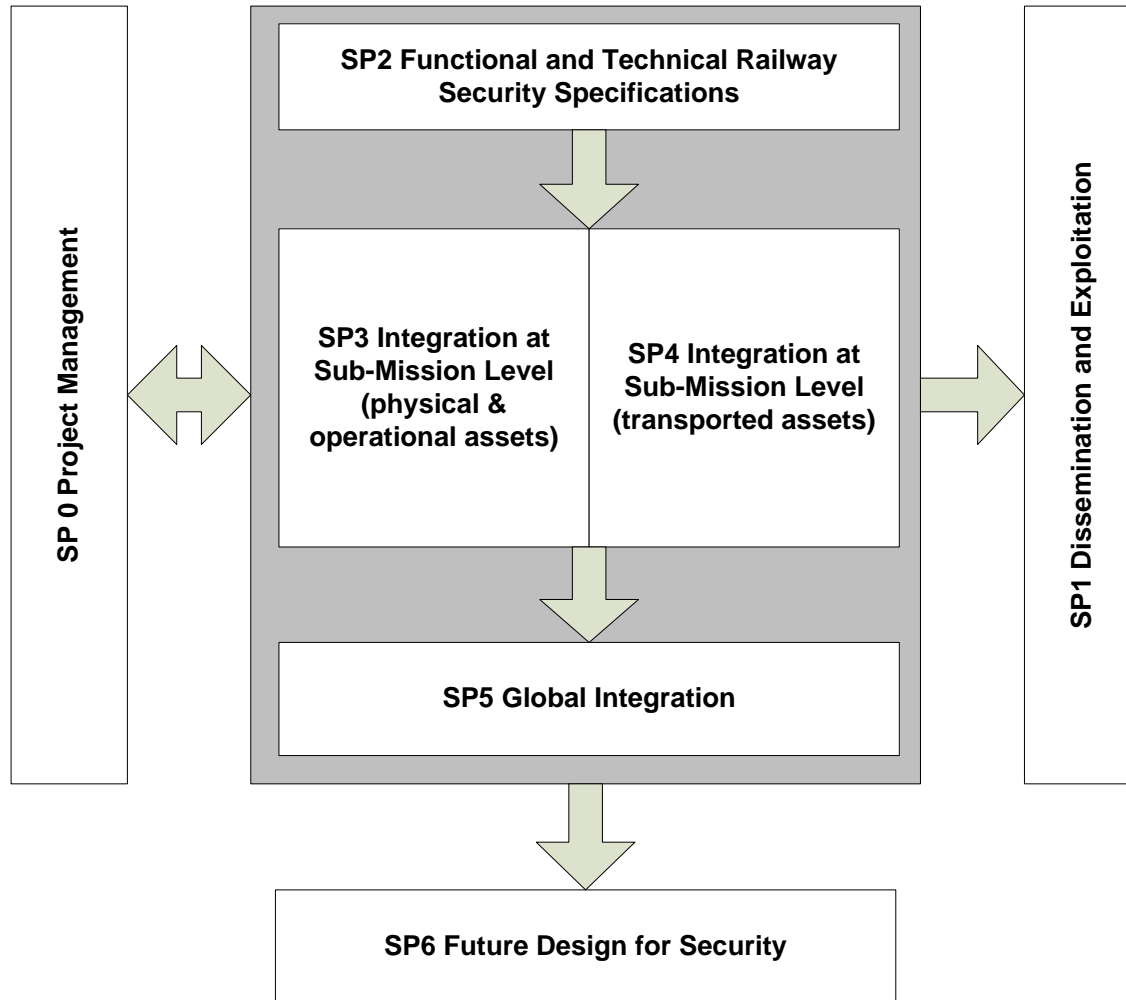 SP2 Functional and Technical Railway
Security Specifications
SP 0 Project Management
SP3 Integration at
Sub-Mission Level
(physical &
operational assets)
SP4 Integration at
Sub-Mission Level
(transported assets)
SP1 Dissemination and Exploitation
SP5 Global Integration
SP6 Future Design for Security